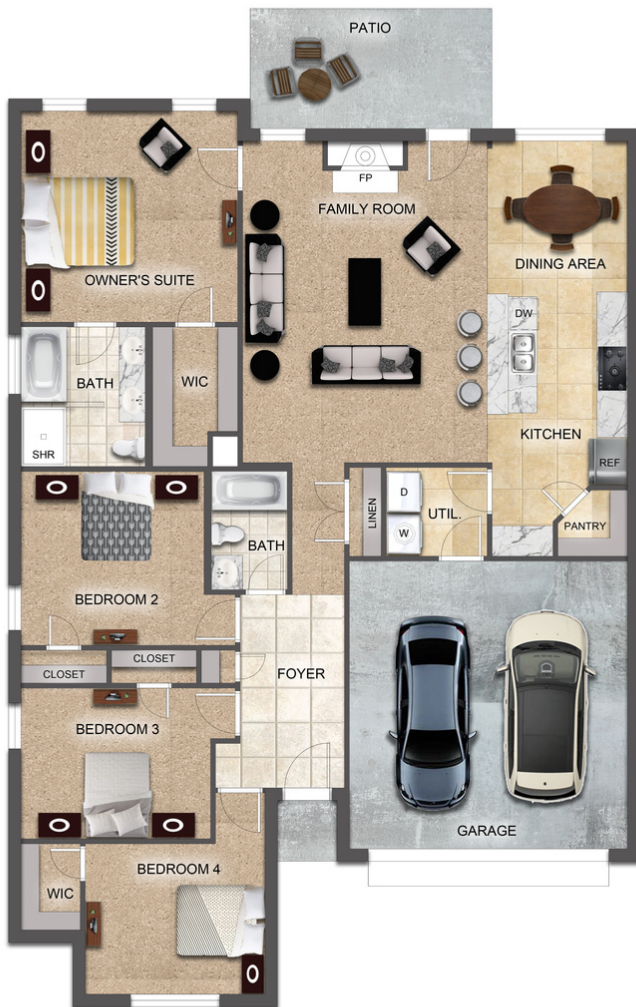 PATIO
FP
FAMILY ROOM
OWNER'S SUITE
DINING AREA
DW
BATH
WIC
SHR
KITCHEN
REF
D
LINEN
UTIL.
W
PANTRY
BATH
BEDROOM 2
CLOSET
CLOSET
FOYER
BEDROOM 3
GARAGE
BEDROOM 4
WIC